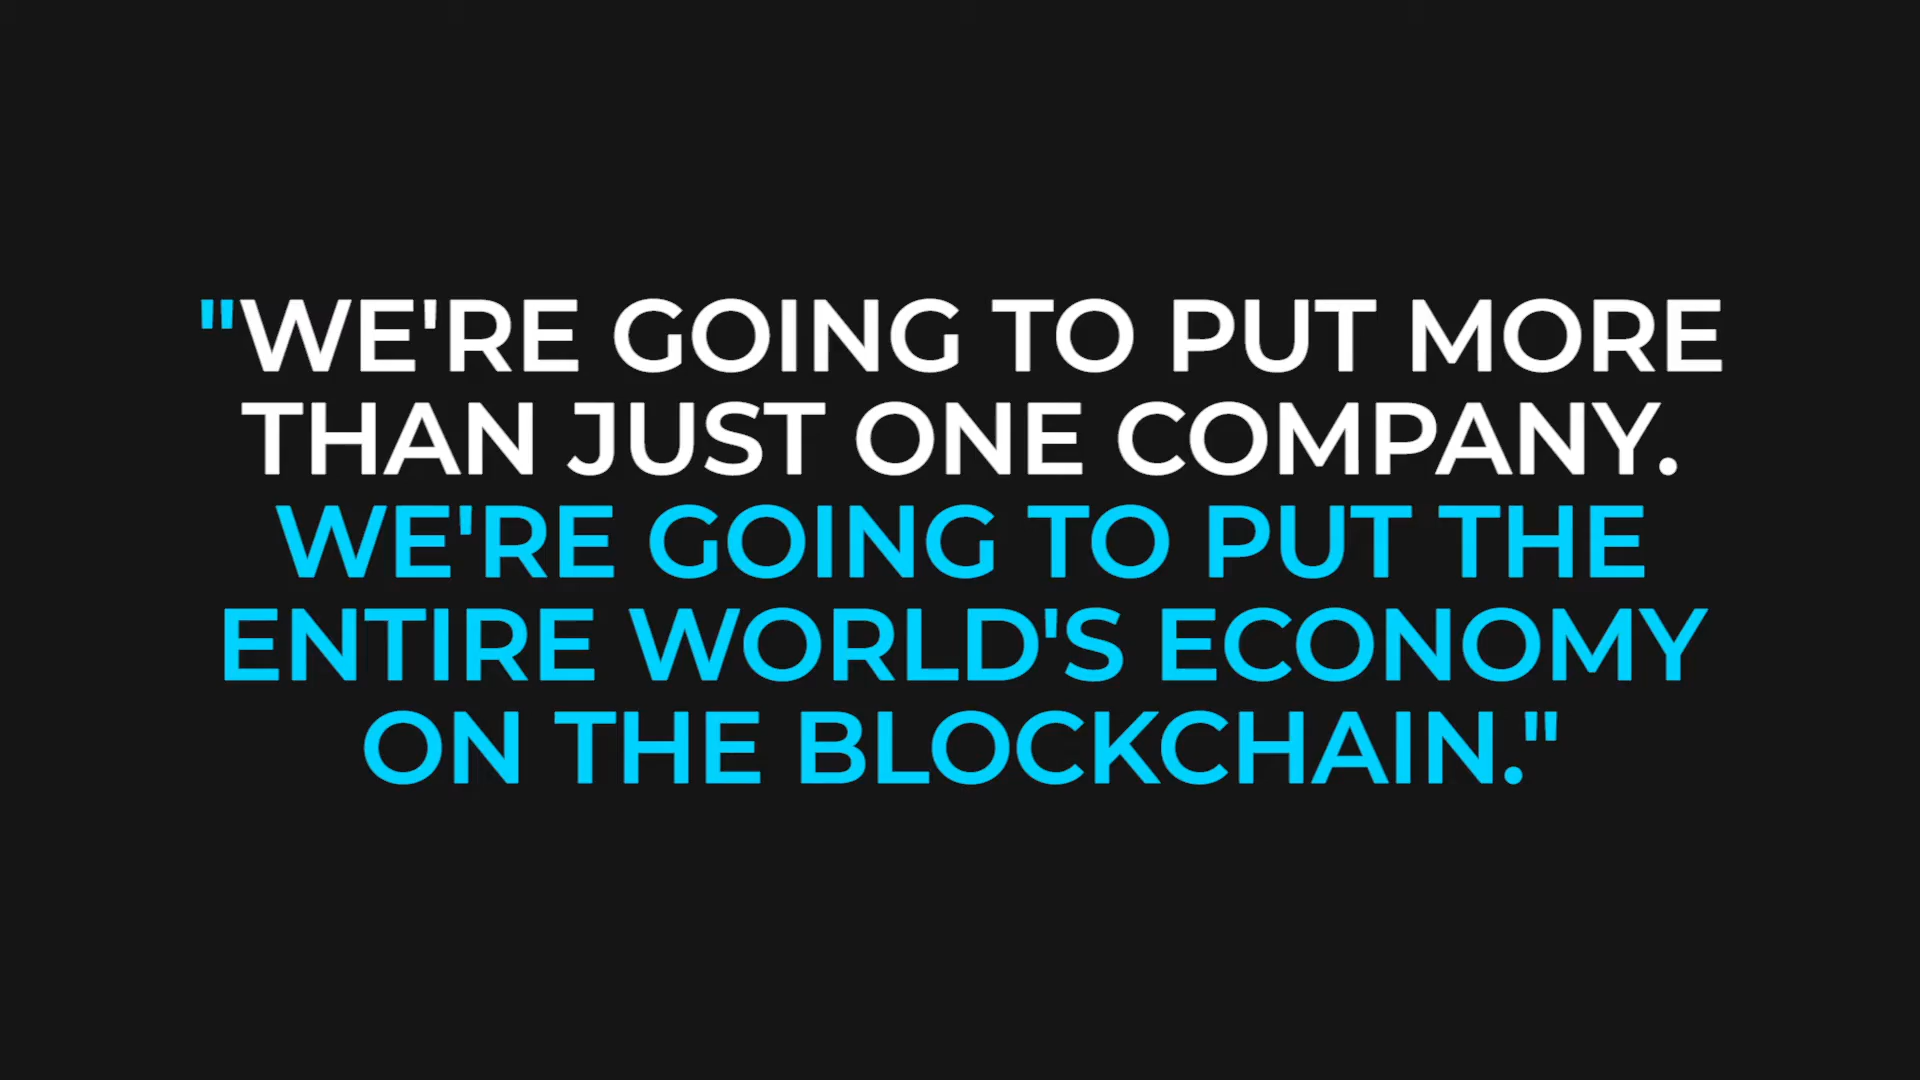 "WE'RE GOING TO PUT MORE
THAN JUST ONE COMPANY.
WE'RE GOING TO PUT THE
ENTIRE WORLD'S ECONOMY
ON THE BLOCKCHAIN."